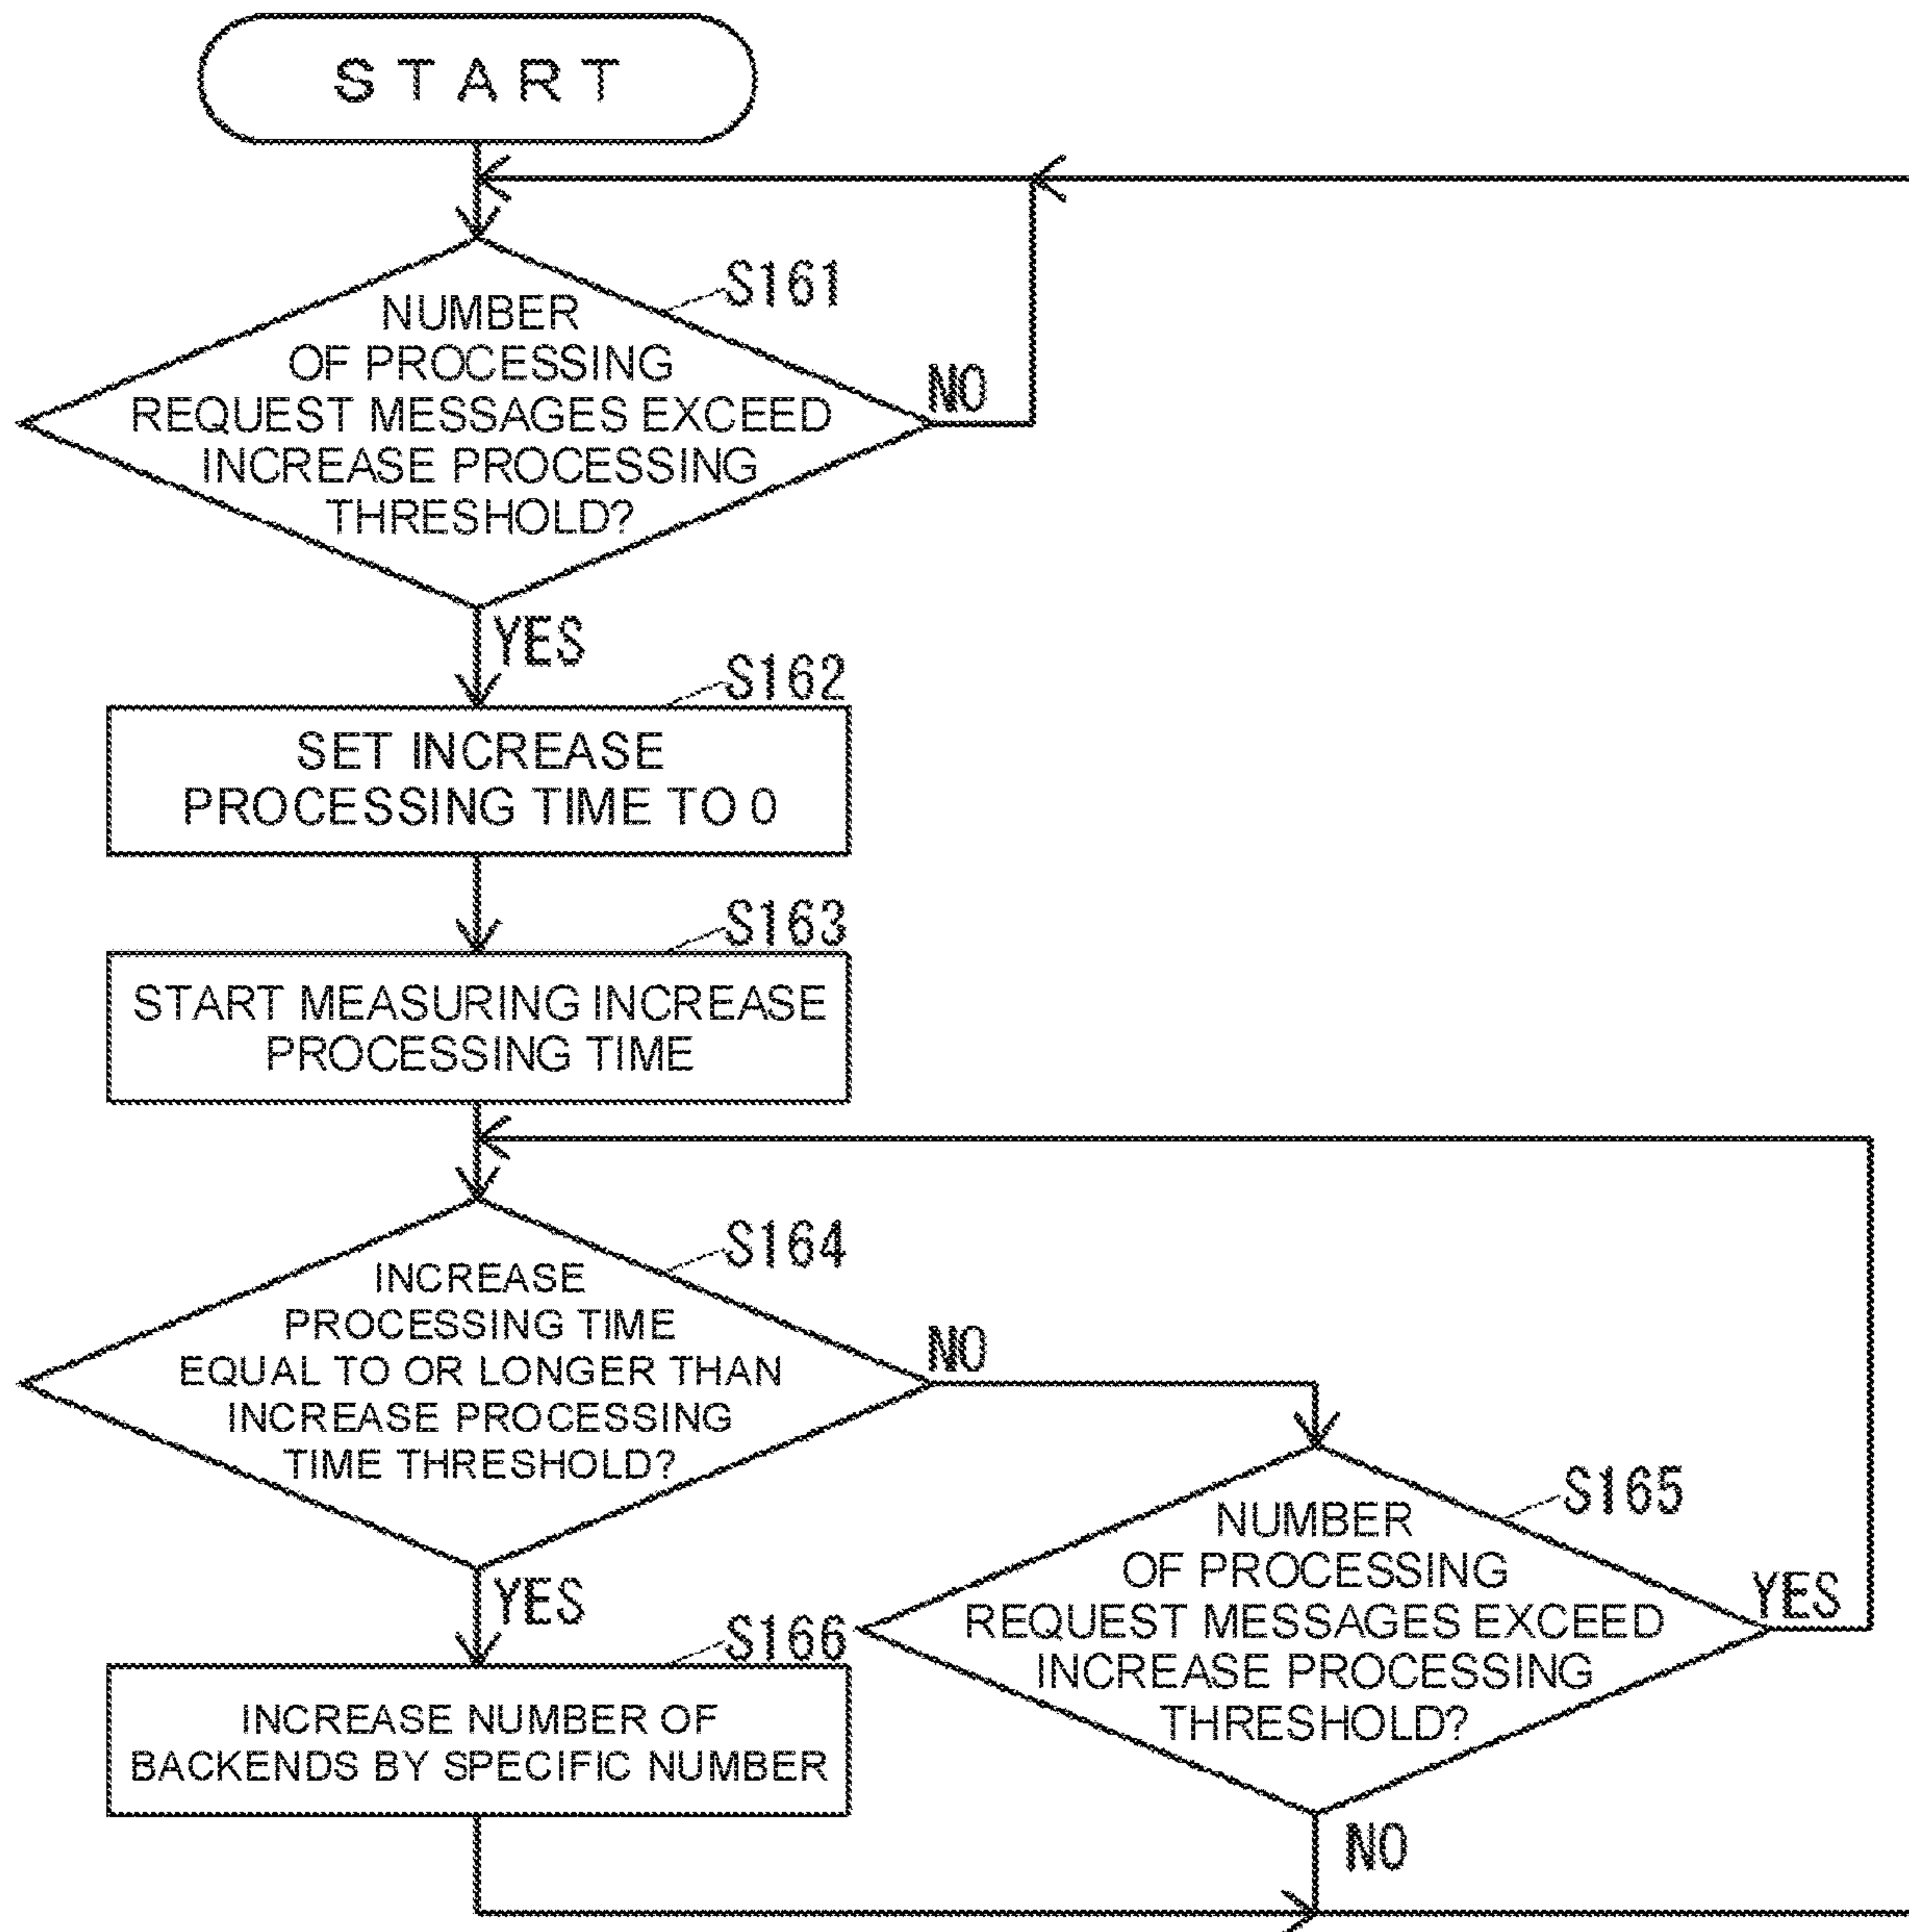 START
S161
NUMBER
OF PROCESSING
REQUEST MESSAGES EXCEED
INCREASE PROCESSING
THRESHOLD?
NO
YES
S162
SET INCREASE
PROCESSING TIME TO 0
S163
START MEASURING INCREASE
PROCESSING TIME
S164
INCREASE
PROCESSING TIME
EQUAL TO OR LONGER THAN
INCREASE PROCESSING
TIME THRESHOLD?
NO
YES
S165
NUMBER
OF PROCESSING
REQUEST MESSAGES EXCEED
INCREASE PROCESSING
THRESHOLD?
YES
NO
S166
INCREASE NUMBER OF
BACKENDS BY SPECIFIC NUMBER